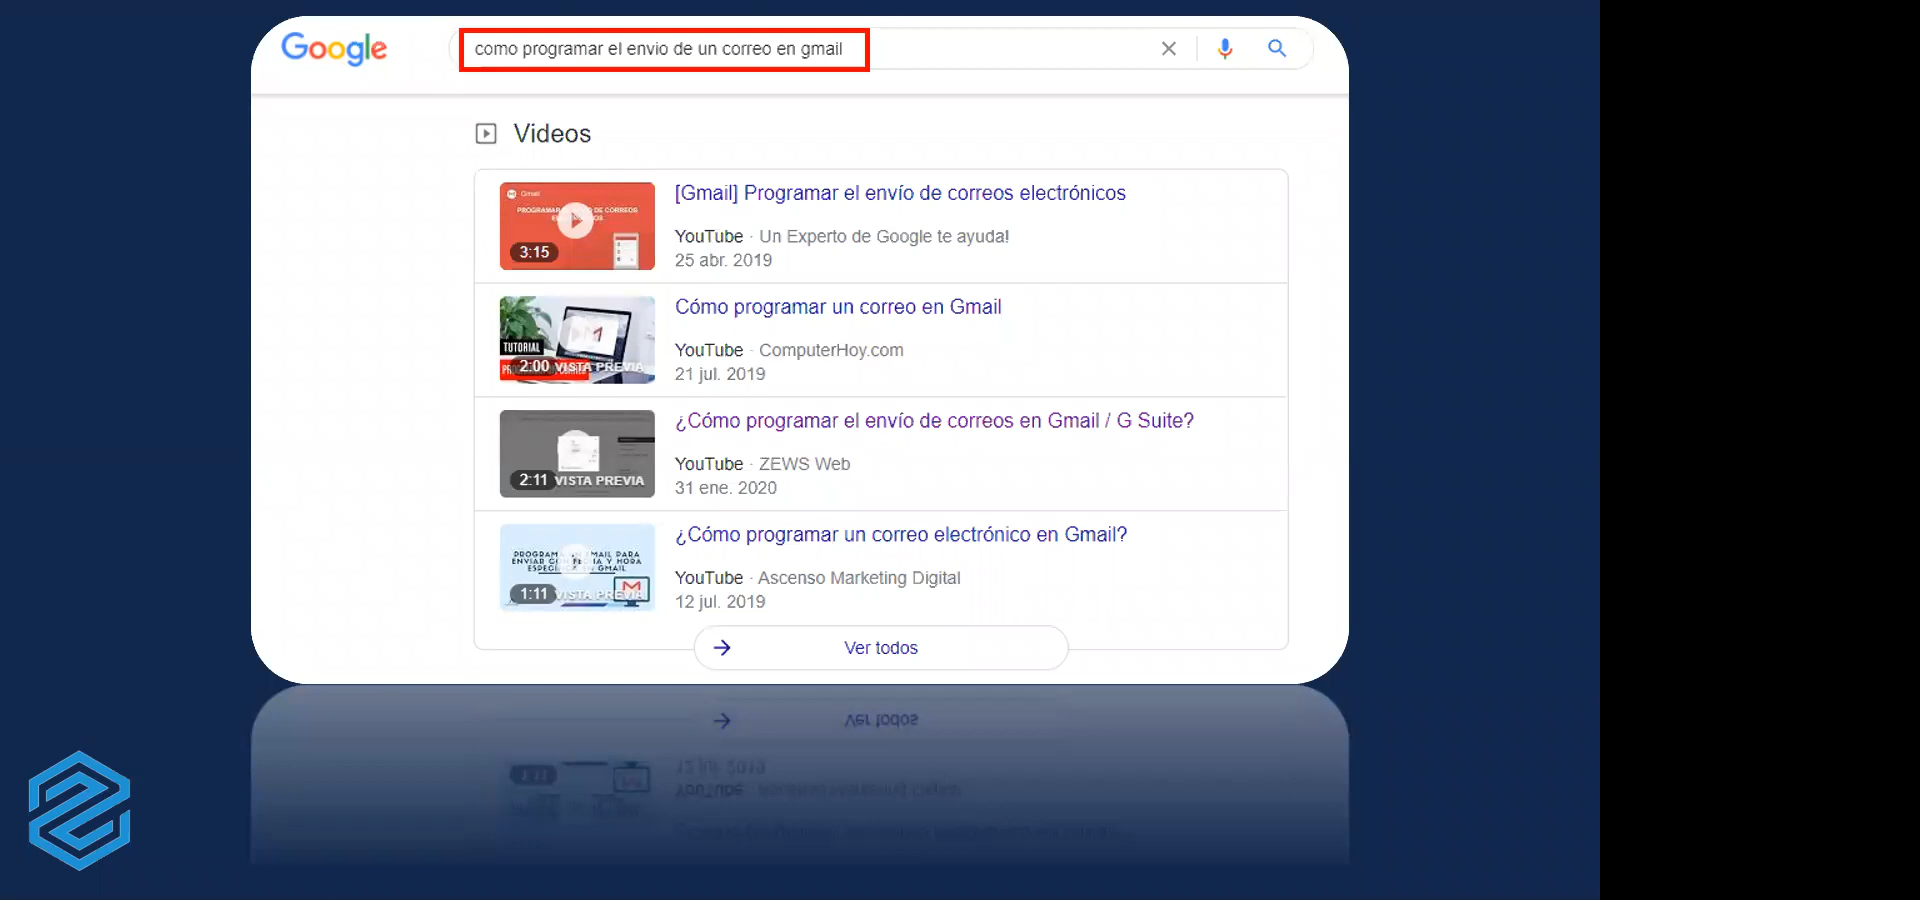 Google
como programar el envio de un correo en gmail
Videos
[Gmail] Programar el envío de correos electrónicos
Gmail
3:15
YouTube · Un Experto de Google te ayuda!
25 abr. 2019
Cómo programar un correo en Gmail
TUTORIAL
2:00 VISTA PREVIA
YouTube · ComputerHoy.com
21 jul. 2019
¿Cómo programar el envío de correos en Gmail / G Suite?
2:11 VISTA PREVIA
YouTube · ZEWS Web
31 ene. 2020
¿Cómo programar un correo electrónico en Gmail?
1:11 VISTA PREVIA
YouTube · Ascenso Marketing Digital
12 jul. 2019
Ver todos